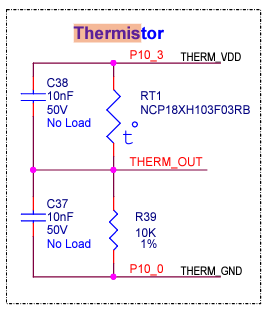 Thermistor
P10_3 THERM_VDD
C38
10nF
50V
No Load
RT1
NCP18XH103F03RB
t°
THERM_OUT
C37
10nF
50V
No Load
R39
10K
1%
P10_0 THERM_GND